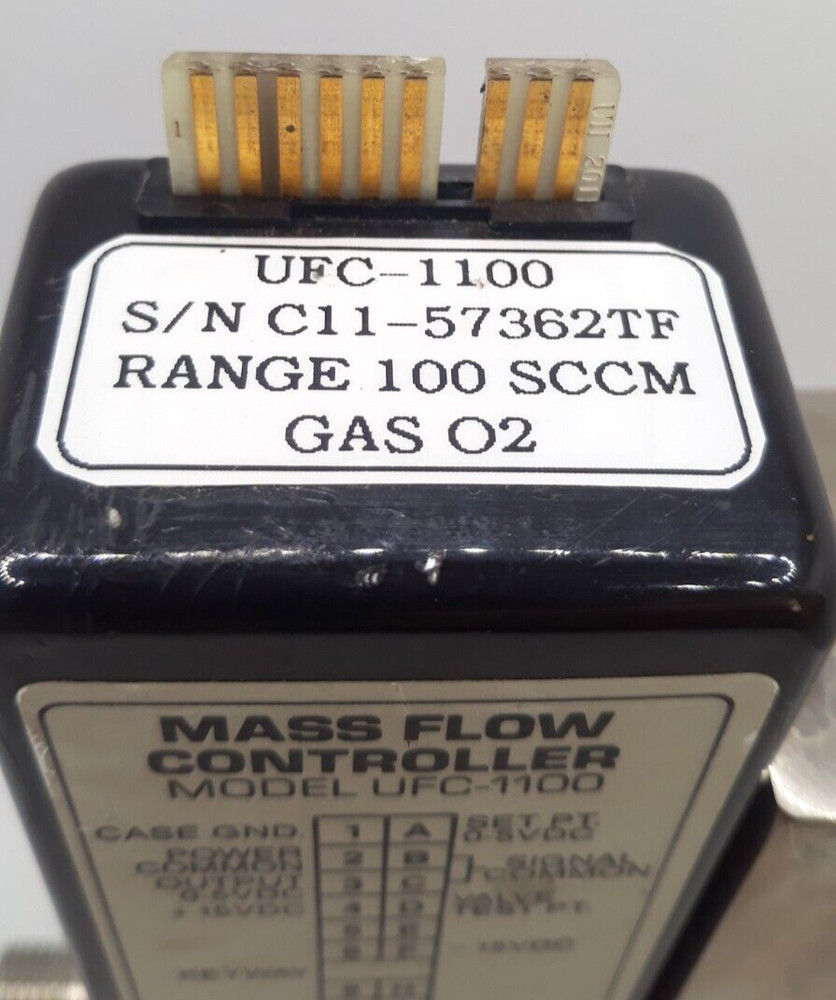 1
UFC-1100
S/N C11-57362TF
RANGE 100 SCCM
GAS O2
MASS FLOW
CONTROLLER
MODEL UFC-1100
CASE GND. 1 A SET PT. 0-5VDC
POWER COMMON 2 B SIGNAL COMMON
OUTPUT 0-5VDC 3 C
+ 15VDC 4 D VALVE TEST PT.
- 15VDC
KEYWAY